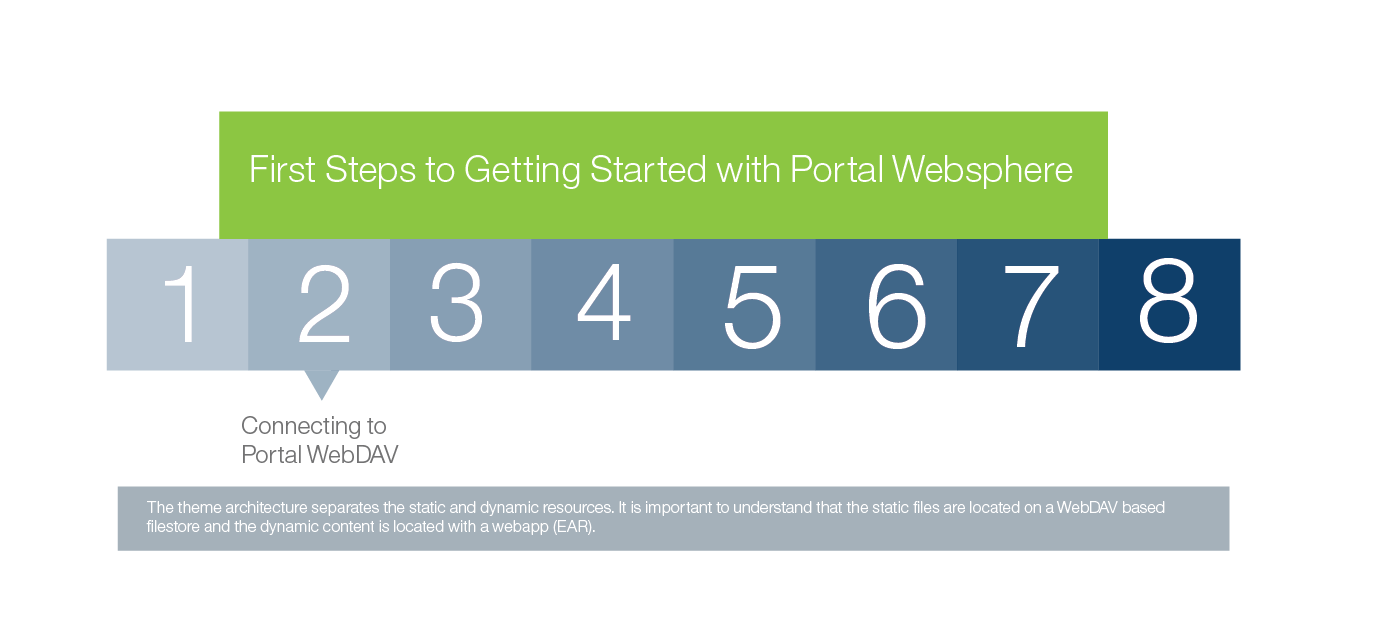 First Steps to Getting Started with Portal Websphere
1 2 3 4 5 6 7 8
Connecting to
Portal WebDAV
The theme architecture separates the static and dynamic resources. It is important to understand that the static files are located on a WebDAV based
filestore and the dynamic content is located with a webapp (EAR).